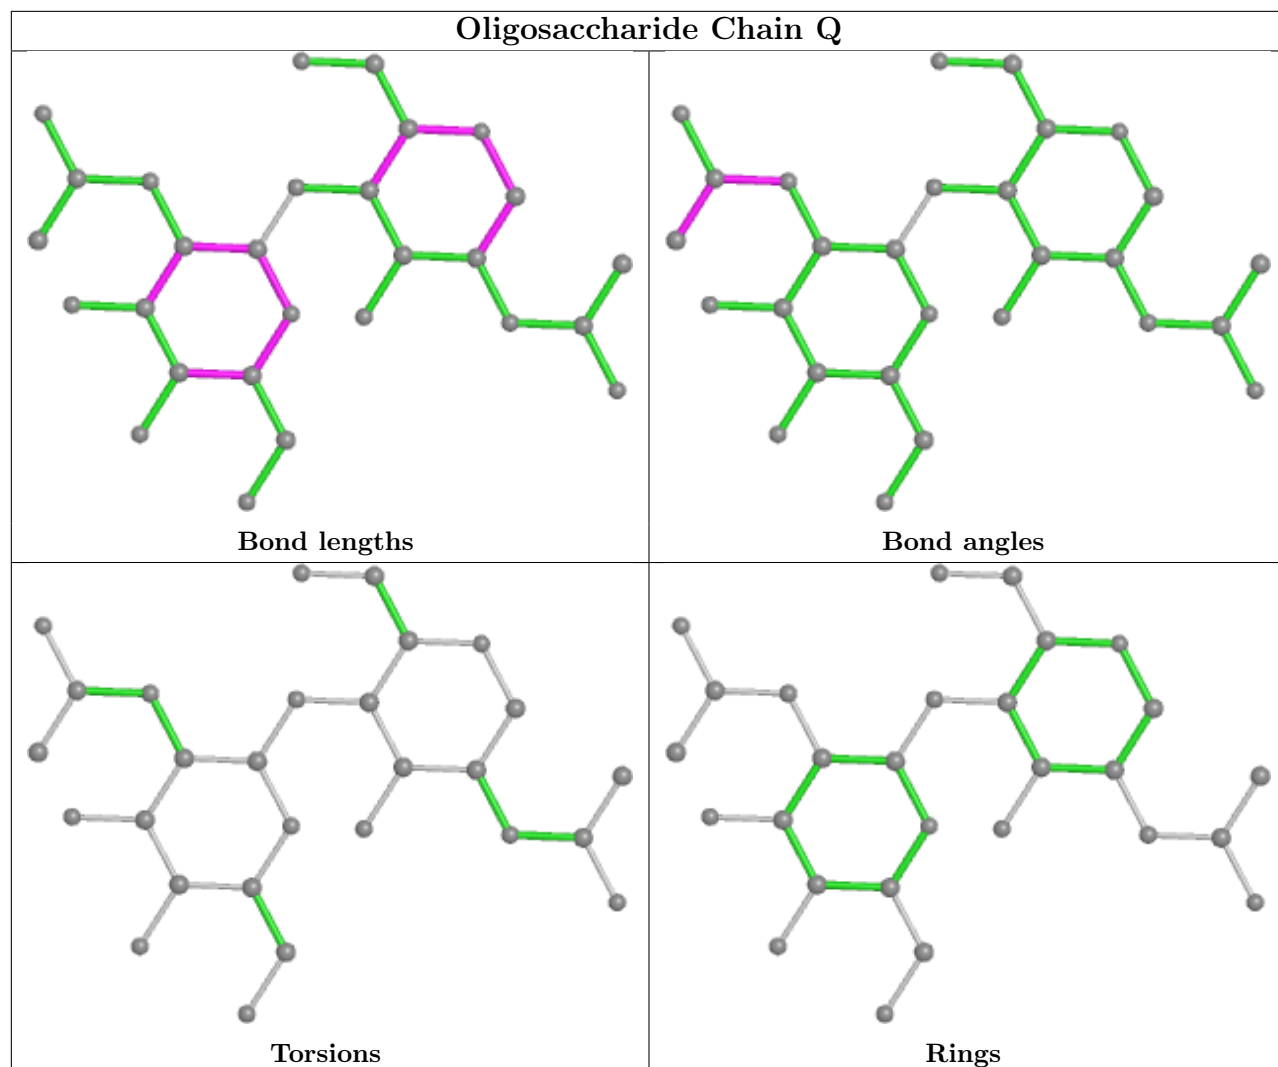 Oligosaccharide Chain Q
Bond lengths
Bond angles
Torsions
Rings